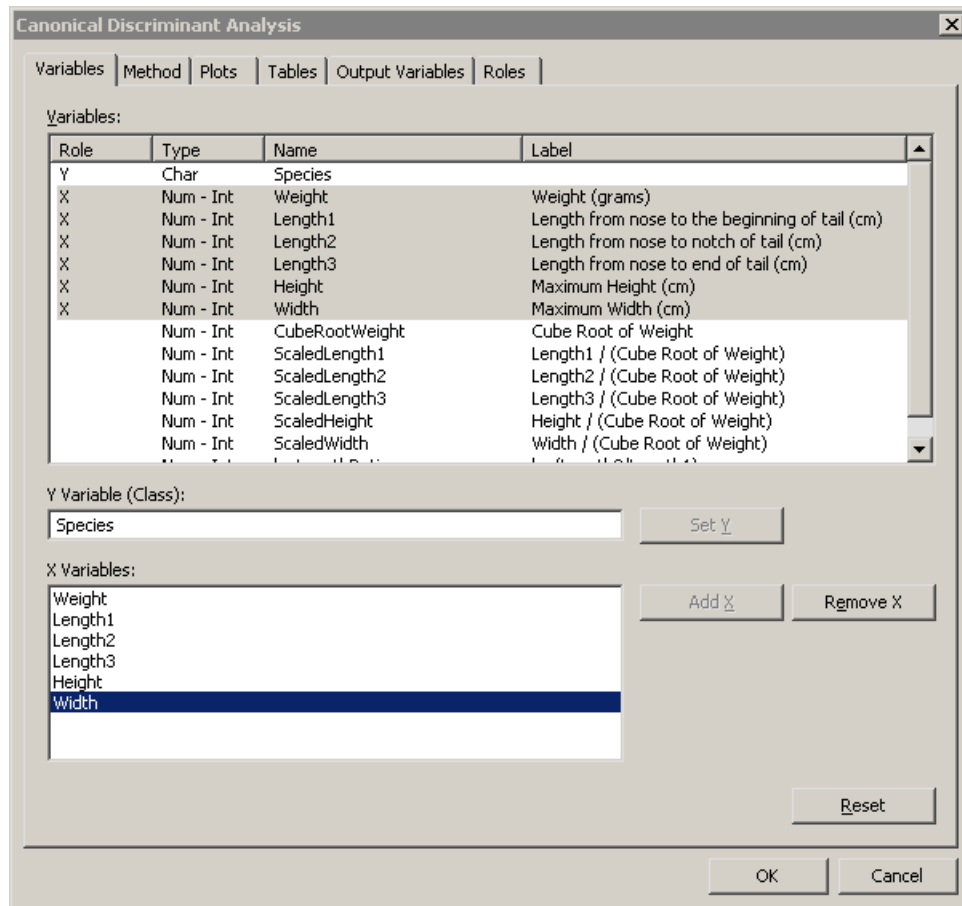 Canonical Discriminant Analysis
Variables Method Plots Tables Output Variables Roles
Variables:
Role Type Name Label
Y Char Species
X Num - Int Weight Weight (grams)
X Num - Int Length1 Length from nose to the beginning of tail (cm)
X Num - Int Length2 Length from nose to notch of tail (cm)
X Num - Int Length3 Length from nose to end of tail (cm)
X Num - Int Height Maximum Height (cm)
X Num - Int Width Maximum Width (cm)
Num - Int CubeRootWeight Cube Root of Weight
Num - Int ScaledLength1 Length1 / (Cube Root of Weight)
Num - Int ScaledLength2 Length2 / (Cube Root of Weight)
Num - Int ScaledLength3 Length3 / (Cube Root of Weight)
Num - Int ScaledHeight Height / (Cube Root of Weight)
Num - Int ScaledWidth Width / (Cube Root of Weight)
Y Variable (Class):
Species Set Y
X Variables:
Weight Add X Remove X
Length1
Length2
Length3
Height
Width
Reset
OK Cancel